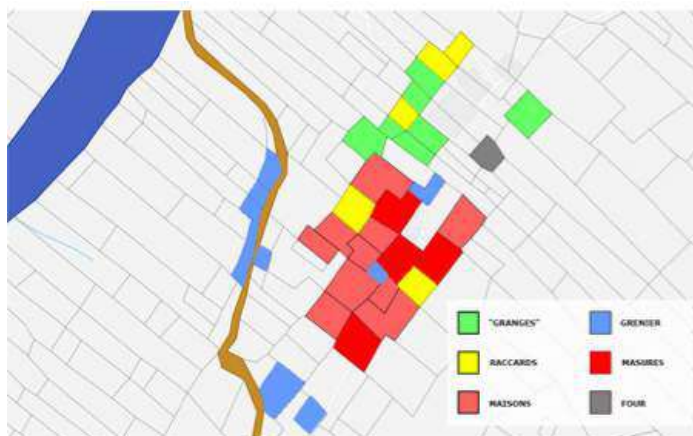 "GRANGES"
GRENIER
RACCARDS
MASURES
MAISONS
FOUR